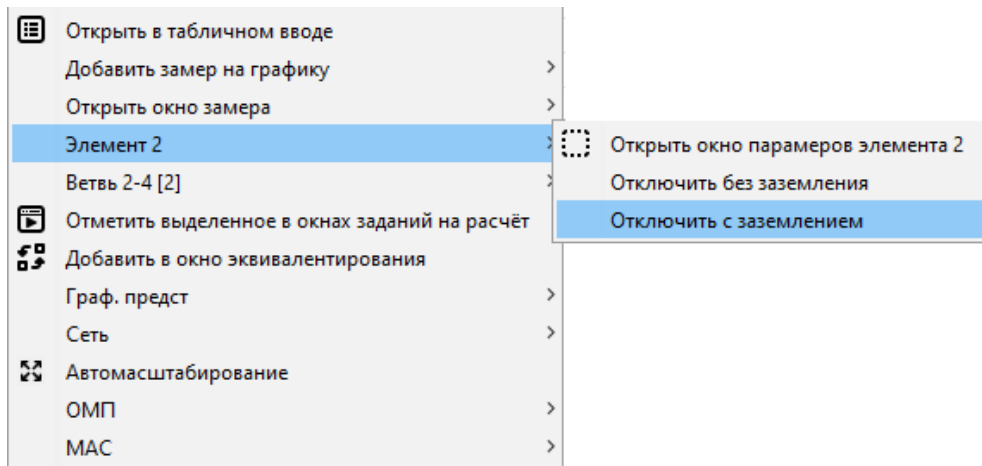 Открыть в табличном вводе
Добавить замер на графику
Открыть окно замера
Элемент 2
Открыть окно парамеров элемента 2
Ветвь 2-4 [2]
Отключить без заземления
Отметить выделенное в окнах заданий на расчёт
Отключить с заземлением
Добавить в окно эквивалентирования
Граф. предст
Сеть
Автомасштабирование
ОМП
МАС